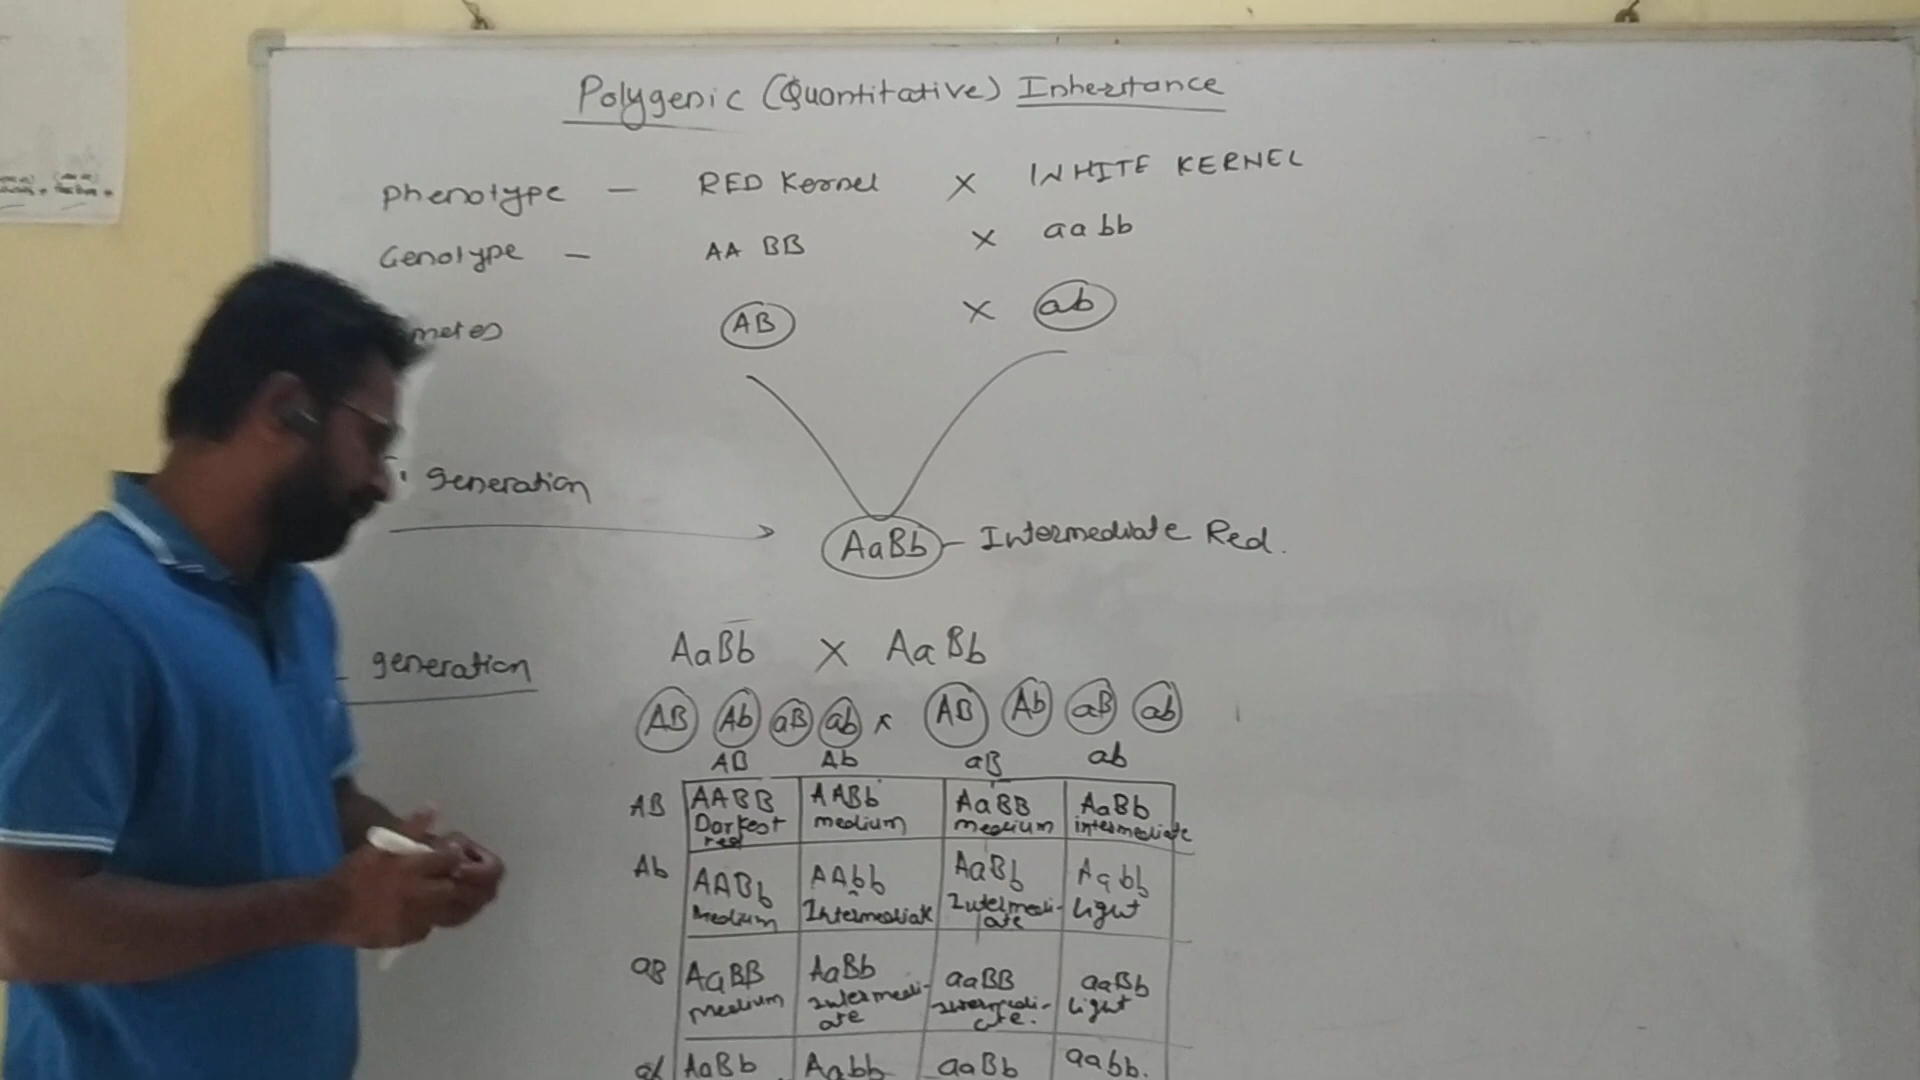 Polygenic (Quantitative) Inheritance
Phenotype - RED Kernel x WHITE KERNEL
Genotype - AA BB x aa bb
metes AB x ab
generation
AaBb - Intermediate Red.
AaBb x AaBb
generation
AB Ab aB ab x AB Ab aB ab
AB Ab aB ab
AB AABB AABb AaBB AaBb
Darkest red medium medium intermediate
Ab AABb AAbb AaBb Aabb
Medium Intermediate Intermediate Light
aB AaBB AaBb aaBB aaBb
medium Intermediate Intermediate. Light
ab AaBb Aabb aaBb aabb.